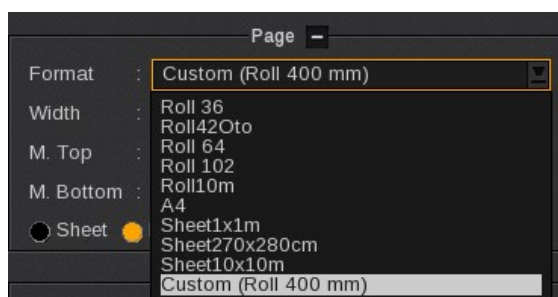 Page
Format : Custom (Roll 400 mm)
Width :
Roll 36
Roll42Oto
M. Top :
Roll 64
Roll 102
M. Bottom :
Roll10m
A4
Sheet
Sheet1x1m
Sheet270x280cm
Sheet10x10m
Custom (Roll 400 mm)